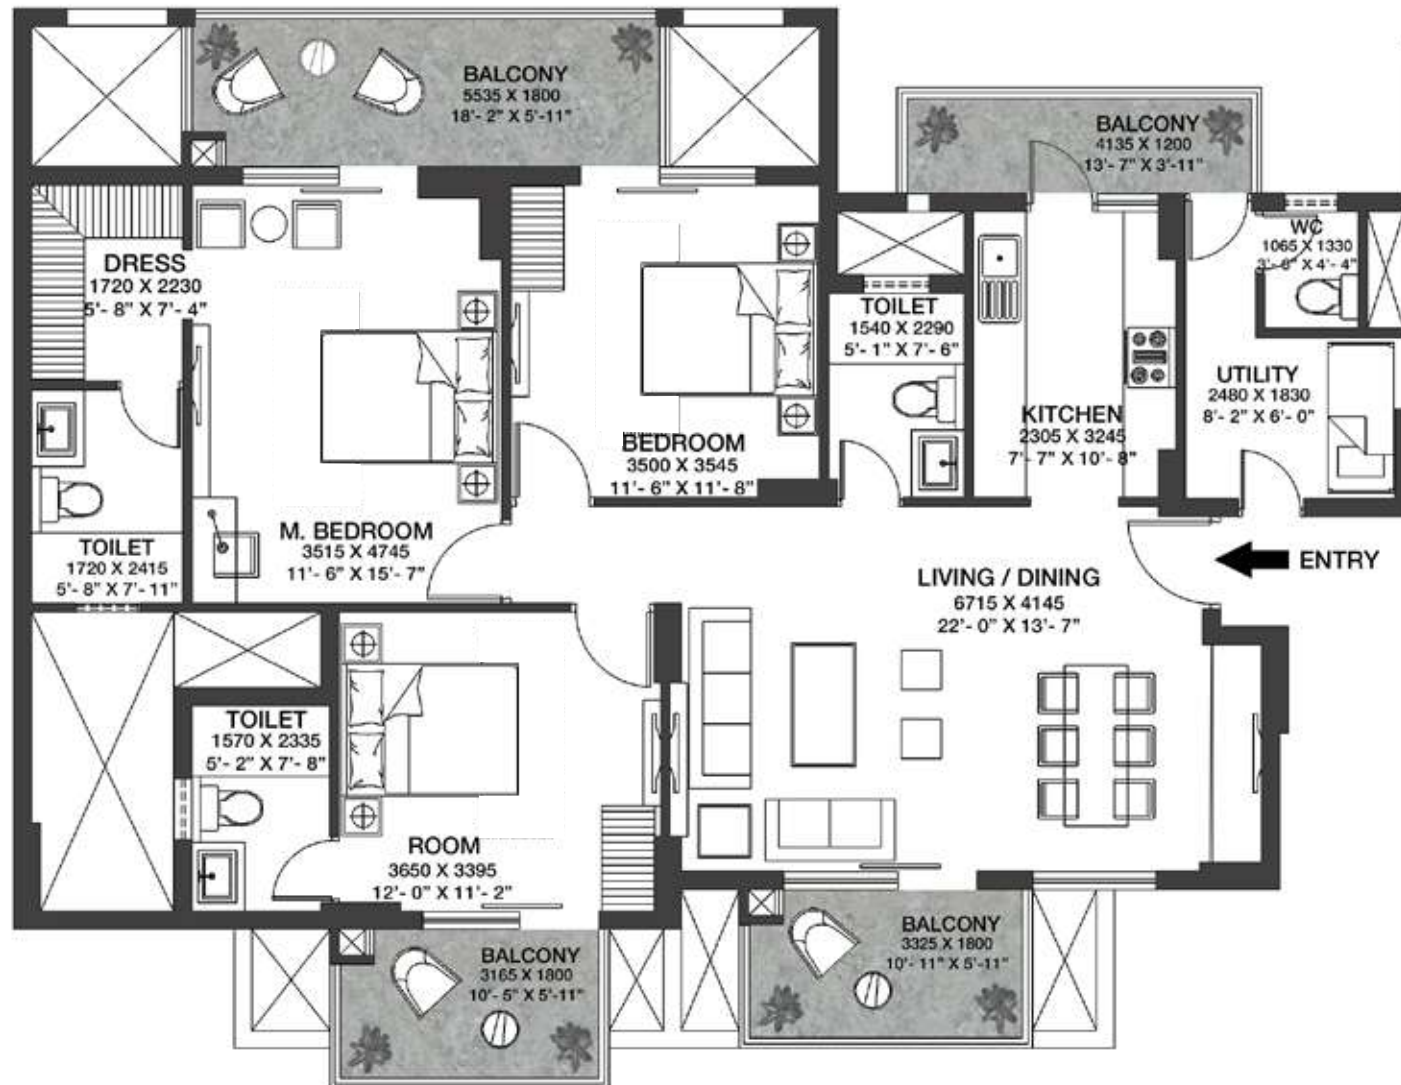 BALCONY
5535 X 1800
18'- 2" X 5'-11"
BALCONY
4135 X 1200
13'- 7" X 3'-11"
DRESS
1720 X 2230
5'- 8" X 7'- 4"
WC
1065 X 1330
3'- 6" X 4'- 4"
TOILET
1540 X 2290
5'- 1" X 7'- 6"
UTILITY
2480 X 1830
8'- 2" X 6'- 0"
KITCHEN
2305 X 3245
7'- 7" X 10'- 8"
BEDROOM
3500 X 3545
11'- 6" X 11'- 8"
M. BEDROOM
3515 X 4745
11'- 6" X 15'- 7"
TOILET
1720 X 2415
5'- 8" X 7'- 11"
ENTRY
LIVING / DINING
6715 X 4145
22'- 0" X 13'- 7"
TOILET
1570 X 2335
5'- 2" X 7'- 8"
ROOM
3650 X 3395
12'- 0" X 11'- 2"
BALCONY
3325 X 1800
10'- 11" X 5'-11"
BALCONY
3165 X 1800
10'- 5" X 5'-11"